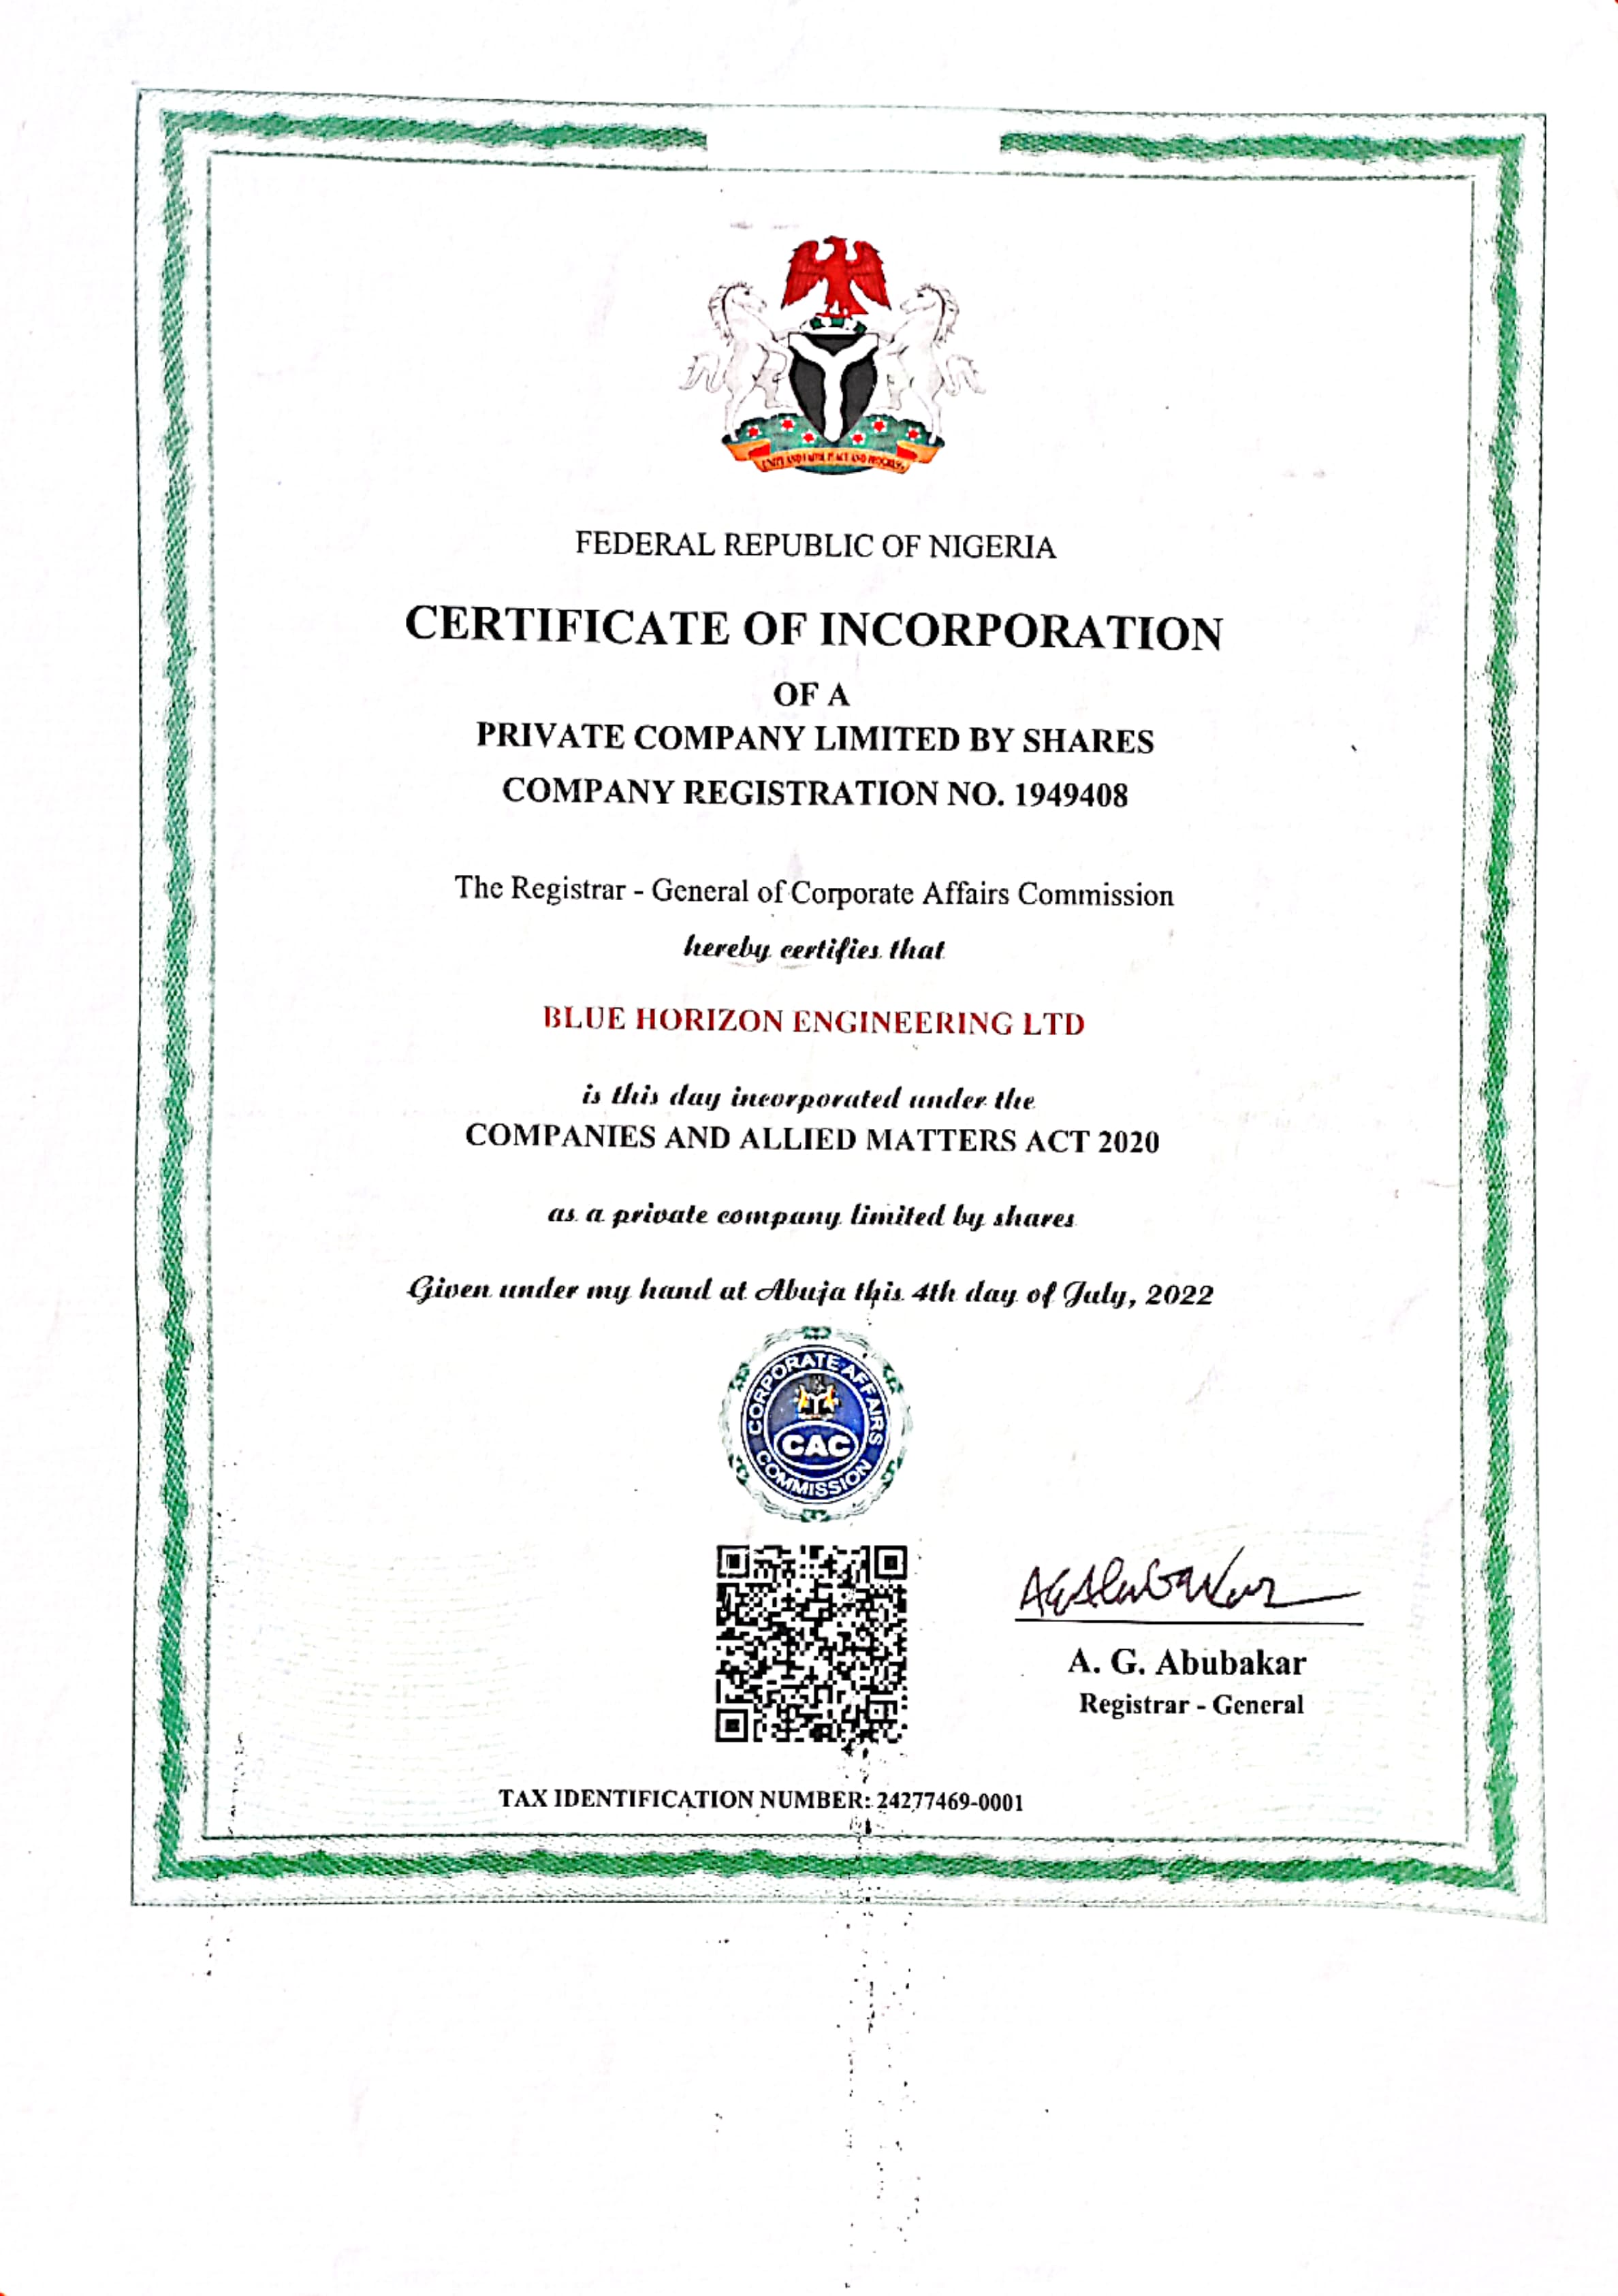 UNITY AND FAITH, PEACE AND PROGRESS
FEDERAL REPUBLIC OF NIGERIA
CERTIFICATE OF INCORPORATION
OF A
PRIVATE COMPANY LIMITED BY SHARES
COMPANY REGISTRATION NO. 1949408
The Registrar - General of Corporate Affairs Commission
hereby certifies that
BLUE HORIZON ENGINEERING LTD
is this day incorporated under the
COMPANIES AND ALLIED MATTERS ACT 2020
as a private company limited by shares
Given under my hand at Abuja this 4th day of July, 2022
CORPORATE AFFAIRS
CAC
COMMISSION
AGAbubakar
A. G. Abubakar
Registrar - General
TAX IDENTIFICATION NUMBER: 24277469-0001